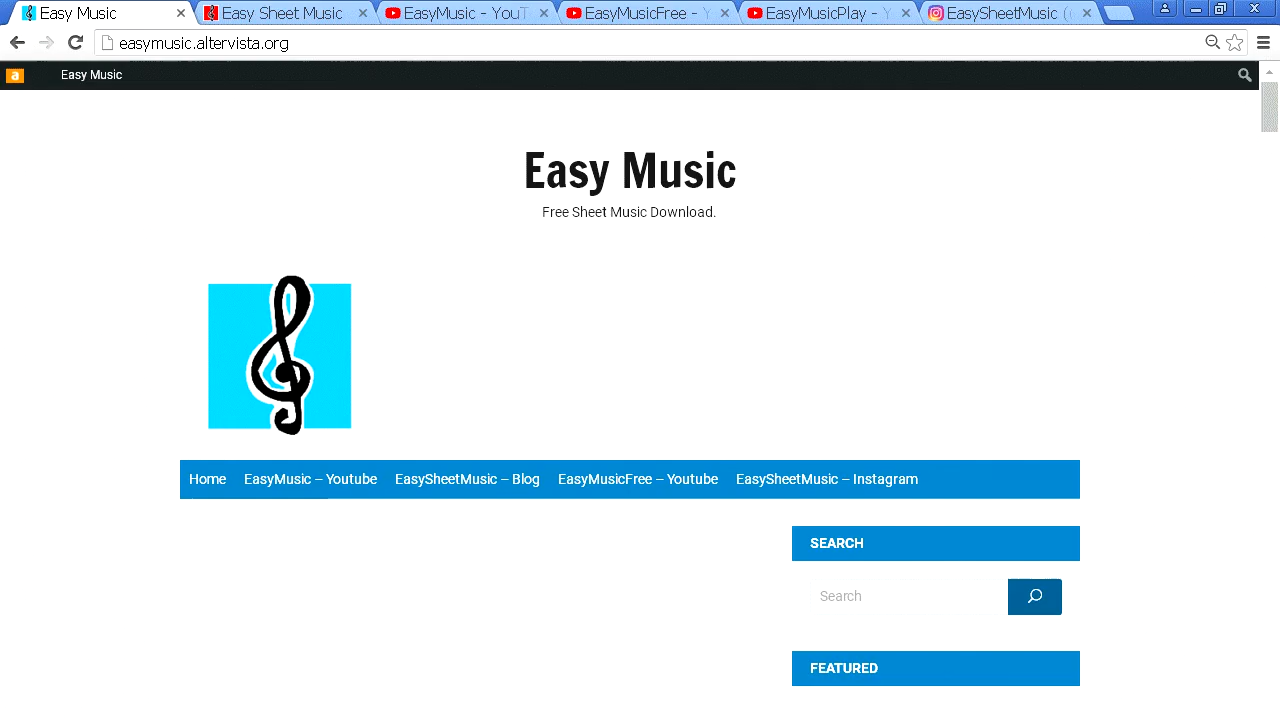 Easy Music
Easy Sheet Music
EasyMusic - YouT
EasyMusicFree - Y
EasyMusicPlay - Y
EasySheetMusic (
easymusic.altervista.org
a
Easy Music
Easy Music
Free Sheet Music Download.
Home EasyMusic – Youtube EasySheetMusic – Blog EasyMusicFree – Youtube EasySheetMusic – Instagram
SEARCH
Search
FEATURED